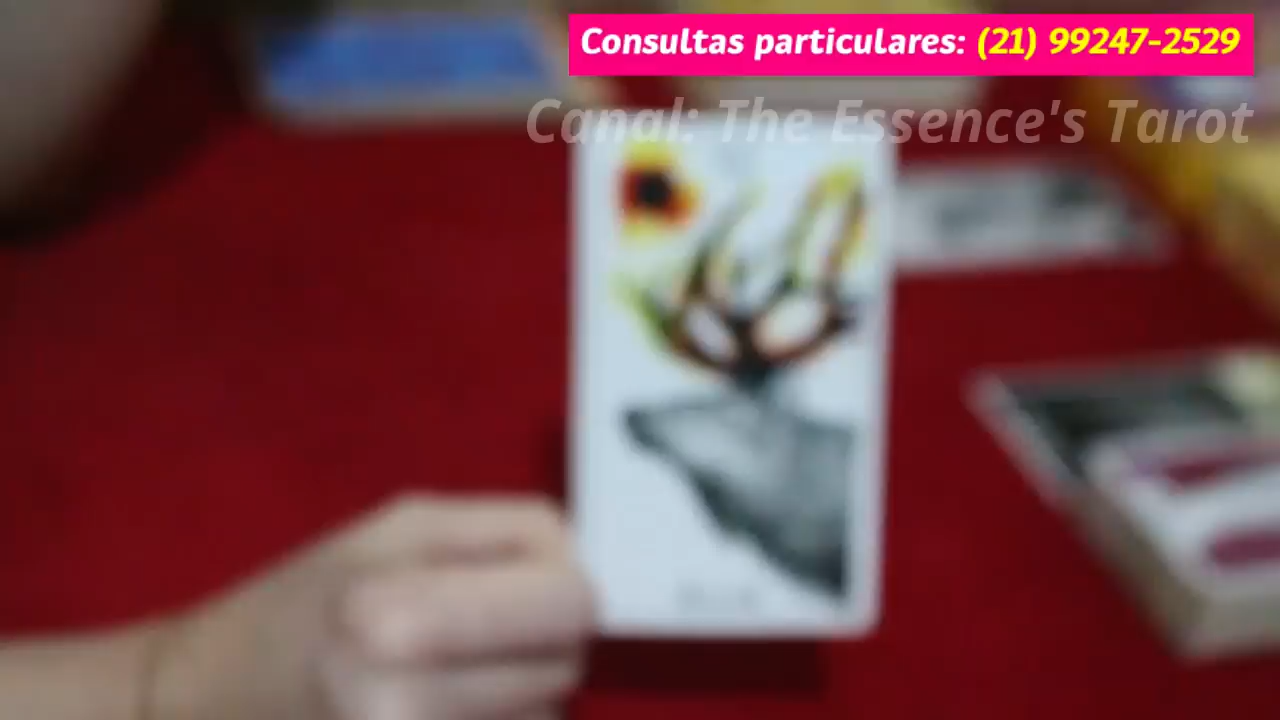 Consultas particulares: (21) 99247-2529
Canal: The Essence's Tarot